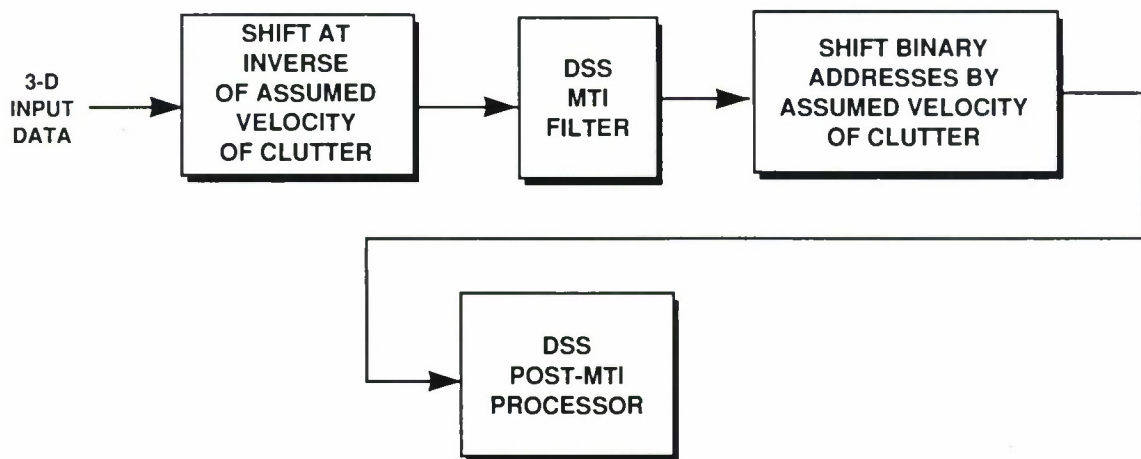 3-D
INPUT
DATA
SHIFT AT
INVERSE
OF ASSUMED
VELOCITY
OF CLUTTER
DSS
MTI
FILTER
SHIFT BINARY
ADDRESSES BY
ASSUMED VELOCITY
OF CLUTTER
DSS
POST-MTI
PROCESSOR